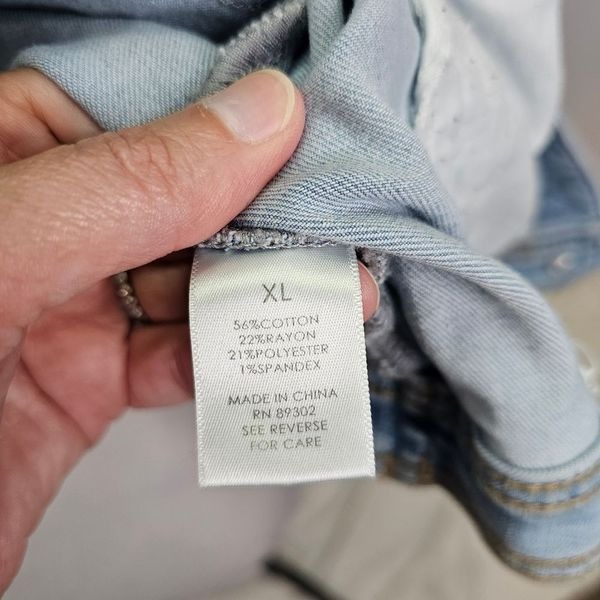 XL
56%COTTON
22%RAYON
21%POLYESTER
1%SPANDEX
MADE IN CHINA
RN 89302
SEE REVERSE
FOR CARE